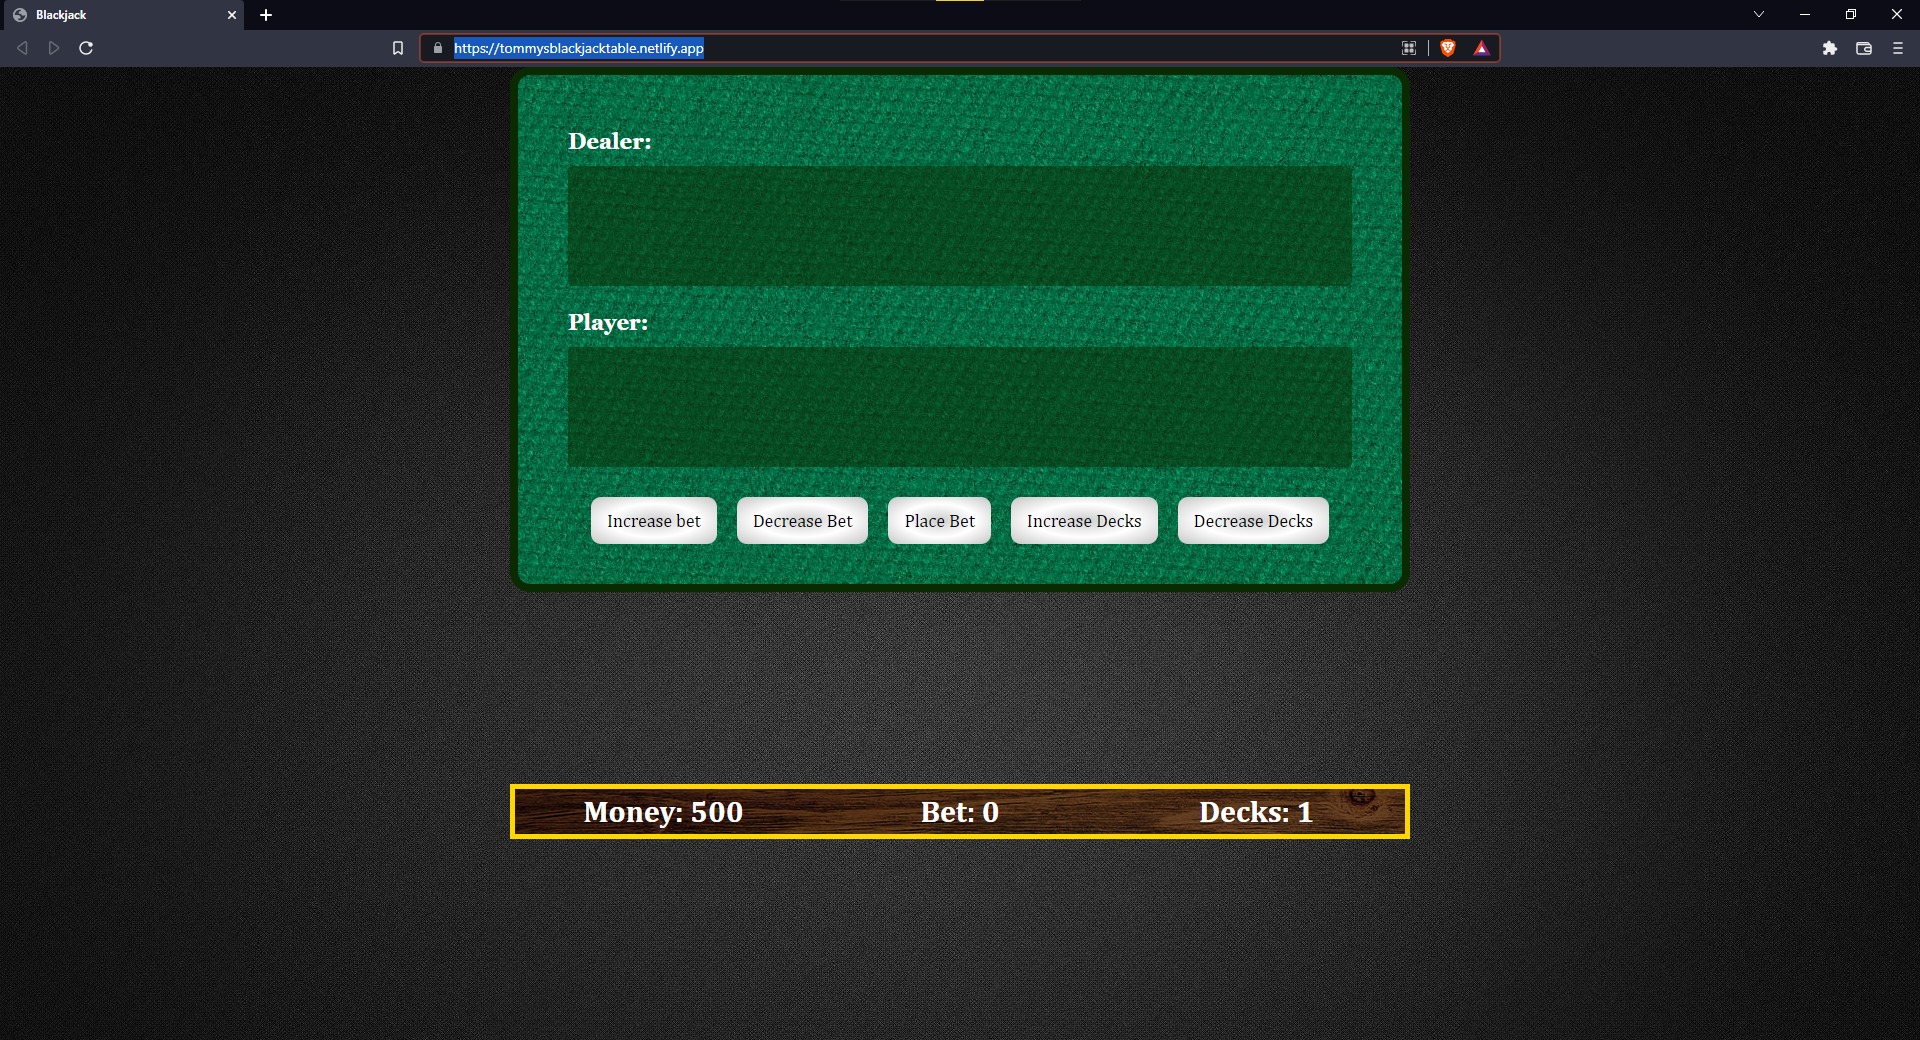 Blackjack
https://tommysblackjacktable.netlify.app
Dealer:
Player:
Increase bet
Decrease Bet
Place Bet
Increase Decks
Decrease Decks
Money: 500
Bet: 0
Decks: 1